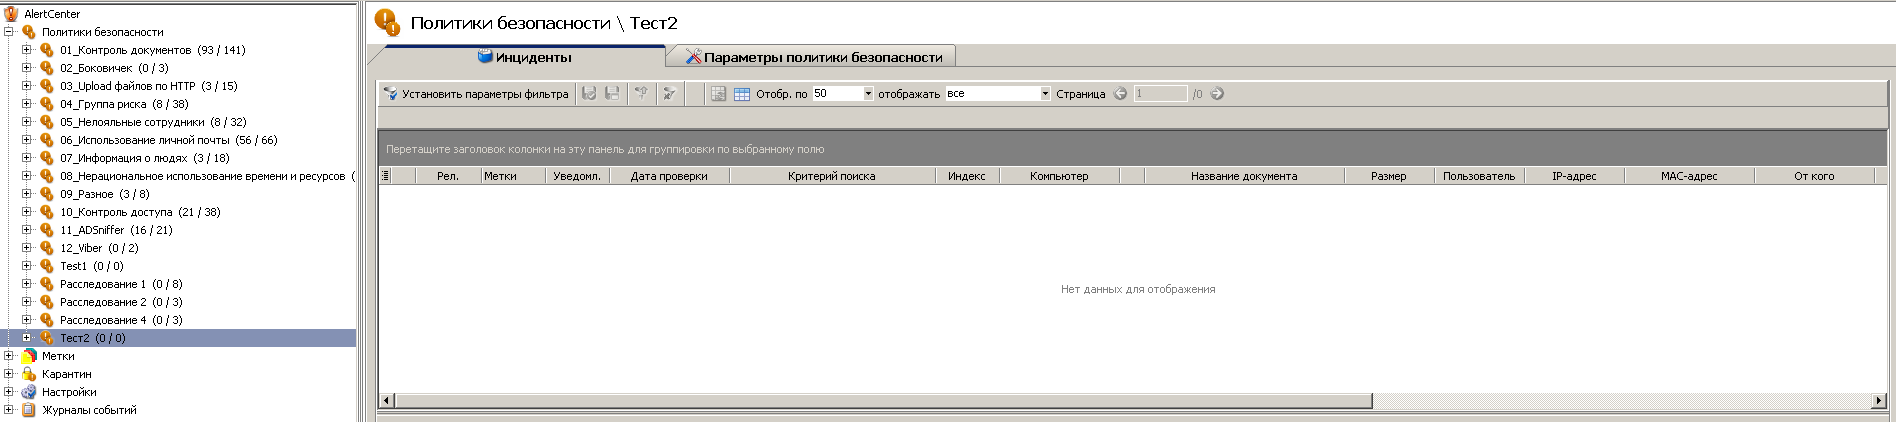 AlertCenter
Политики безопасности
01_Контроль документов (93 / 141)
02_Боковичек (0 / 3)
03_Upload файлов по HTTP (3 / 15)
04_Группа риска (8 / 38)
05_Нелояльные сотрудники (8 / 32)
06_Использование личной почты (56 / 66)
07_Информация о людях (3 / 18)
08_Нерациональное использование времени и ресурсов (
09_Разное (3 / 8)
10_Контроль доступа (21 / 38)
11_ADSniffer (16 / 21)
12_Viber (0 / 2)
Test1 (0 / 0)
Расследование 1 (0 / 8)
Расследование 2 (0 / 3)
Расследование 4 (0 / 3)
Тест2 (0 / 0)
Метки
Карантин
Настройки
Журналы событий
Политики безопасности \ Тест2
Инциденты Параметры политики безопасности
Установить параметры фильтра Отобр. по 50 отображать все Страница 1 /0
Перетащите заголовок колонки на эту панель для группировки по выбранному полю
Рел. Метки Уведомл. Дата проверки Критерий поиска Индекс Компьютер Название документа Размер Пользователь IP-адрес MAC-адрес От кого
Нет данных для отображения